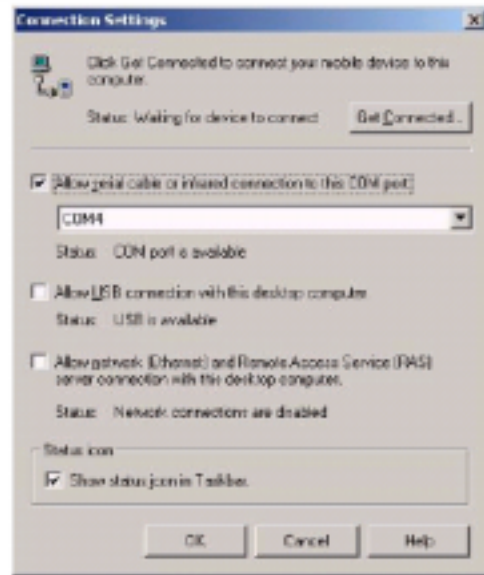 Connection Settings
Click Get Connected to connect your mobile device to this
computer.
Status: Waiting for device to connect
Get Connected...
Allow serial cable or infrared connection to this COM port:
COM4
Status: COM port is available
Allow USB connection with this desktop computer.
Status: USB is available
Allow network (Ethernet) and Remote Access Service (RAS)
server connection with this desktop computer.
Status: Network connections are disabled
Status icon
Show status icon in Taskbar.
OK
Cancel
Help